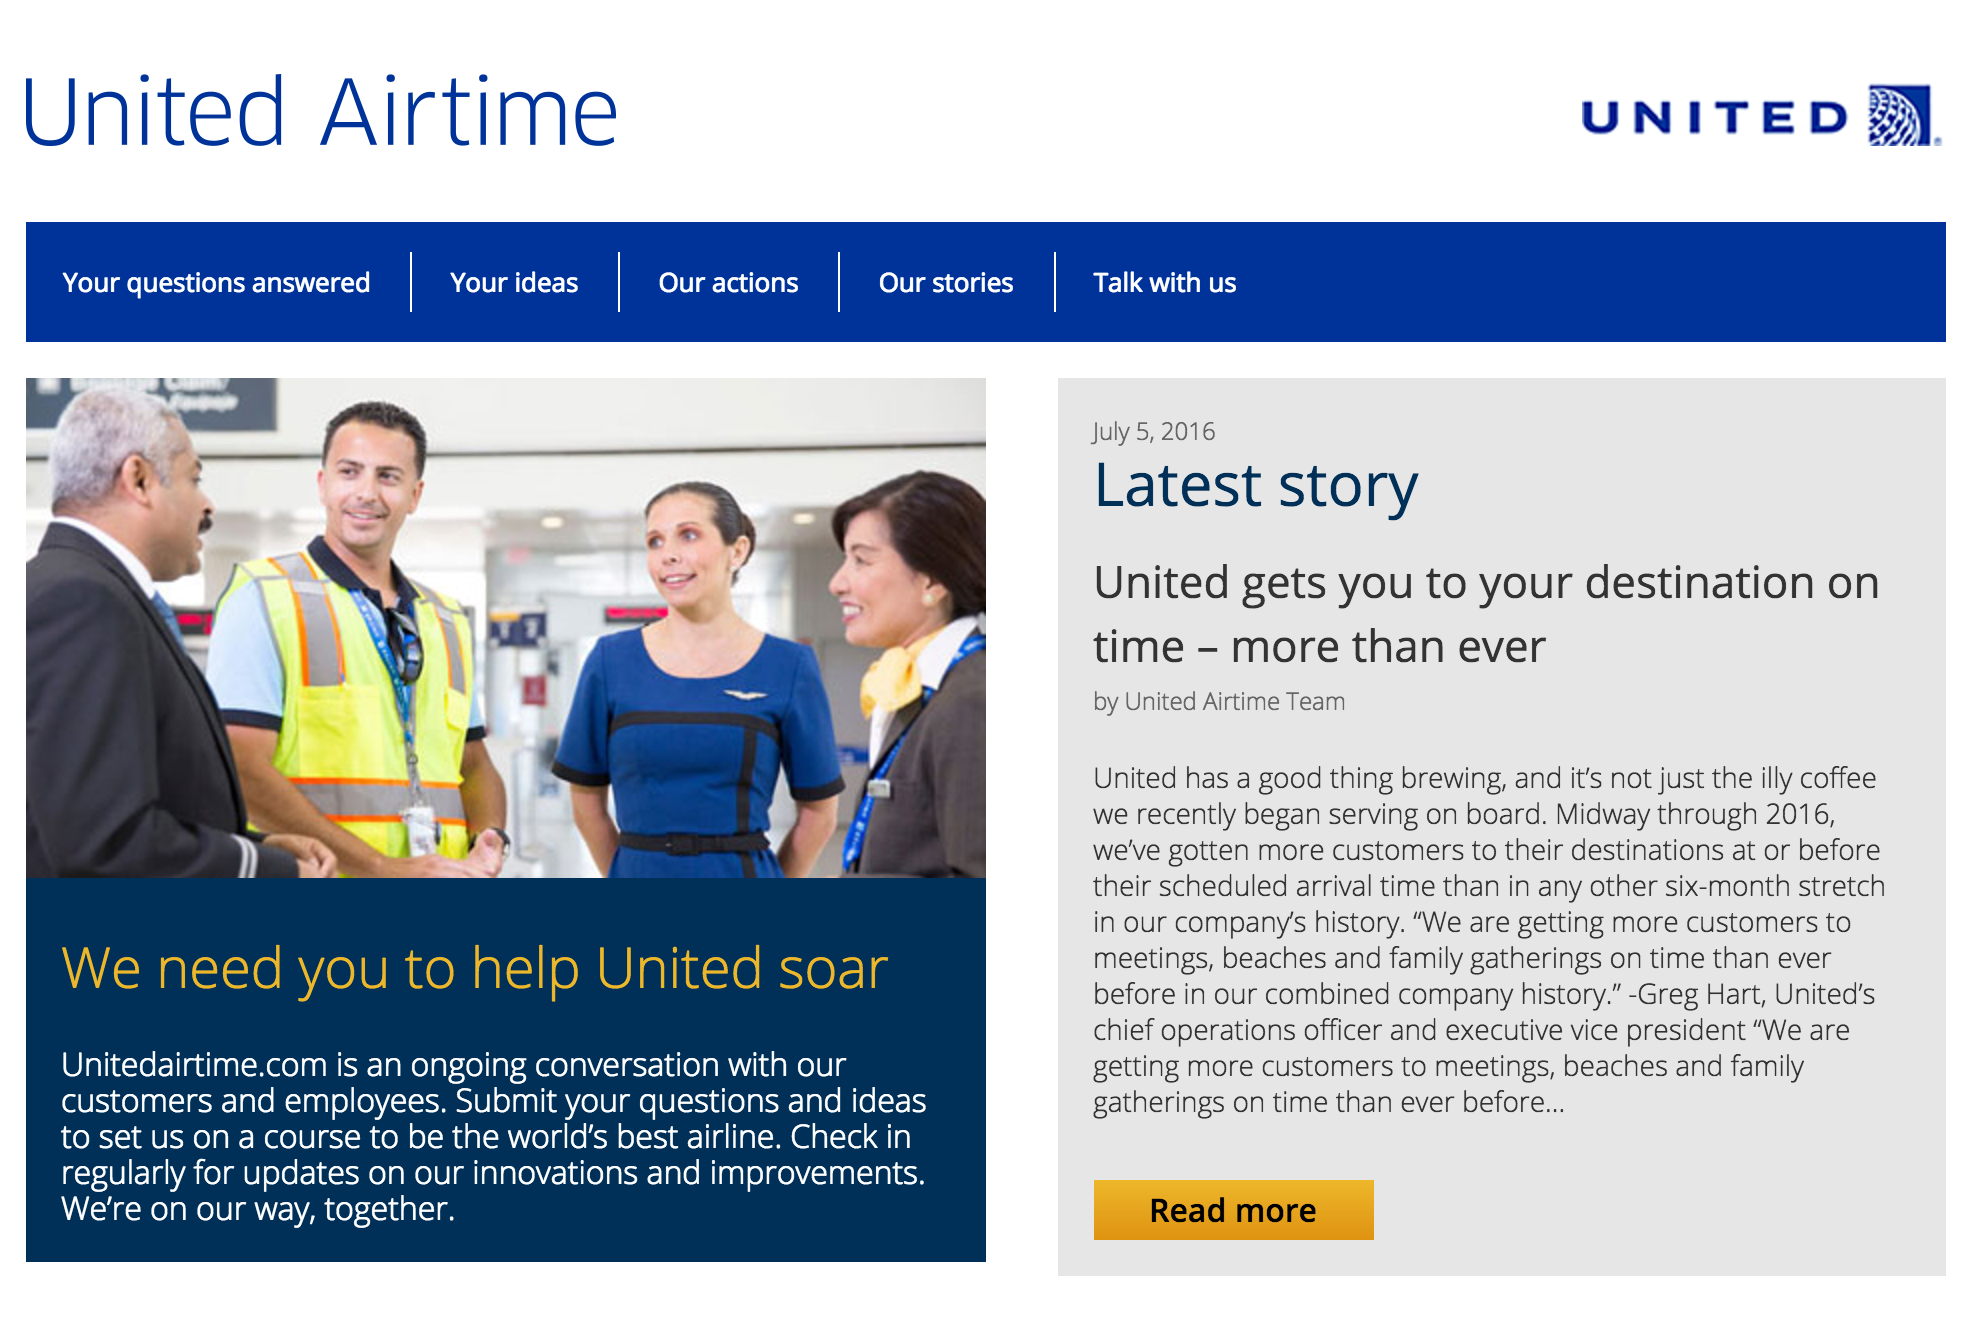 United Airtime
UNITED
Your questions answered
Your ideas
Our actions
Our stories
Talk with us
We need you to help United soar
Unitedairtime.com is an ongoing conversation with our
customers and employees. Submit your questions and ideas
to set us on a course to be the world’s best airline. Check in
regularly for updates on our innovations and improvements.
We’re on our way, together.
July 5, 2016
Latest story
United gets you to your destination on
time – more than ever
by United Airtime Team
United has a good thing brewing, and it’s not just the illy coffee
we recently began serving on board. Midway through 2016,
we’ve gotten more customers to their destinations at or before
their scheduled arrival time than in any other six-month stretch
in our company’s history. “We are getting more customers to
meetings, beaches and family gatherings on time than ever
before in our combined company history.” -Greg Hart, United’s
chief operations officer and executive vice president “We are
getting more customers to meetings, beaches and family
gatherings on time than ever before...
Read more